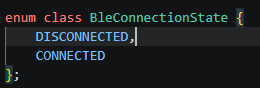 enum class BleConnectionState {
    DISCONNECTED,
    CONNECTED
};